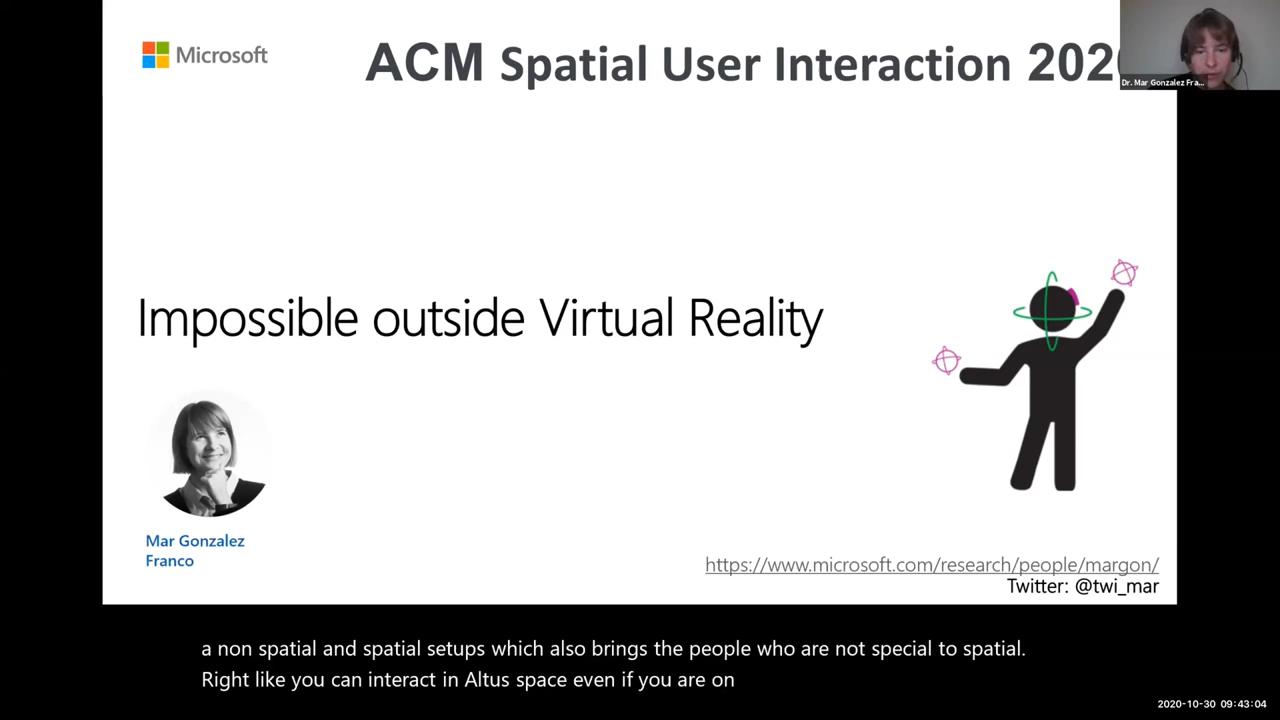 Microsoft
ACM Spatial User Interaction 202
Dr. Mar Gonzalez Fra...
Impossible outside Virtual Reality
Mar Gonzalez
Franco
https://www.microsoft.com/research/people/margon/
Twitter: @twi_mar
a non spatial and spatial setups which also brings the people who are not special to spatial.
Right like you can interact in Altus space even if you are on
2020-10-30 09:43:04